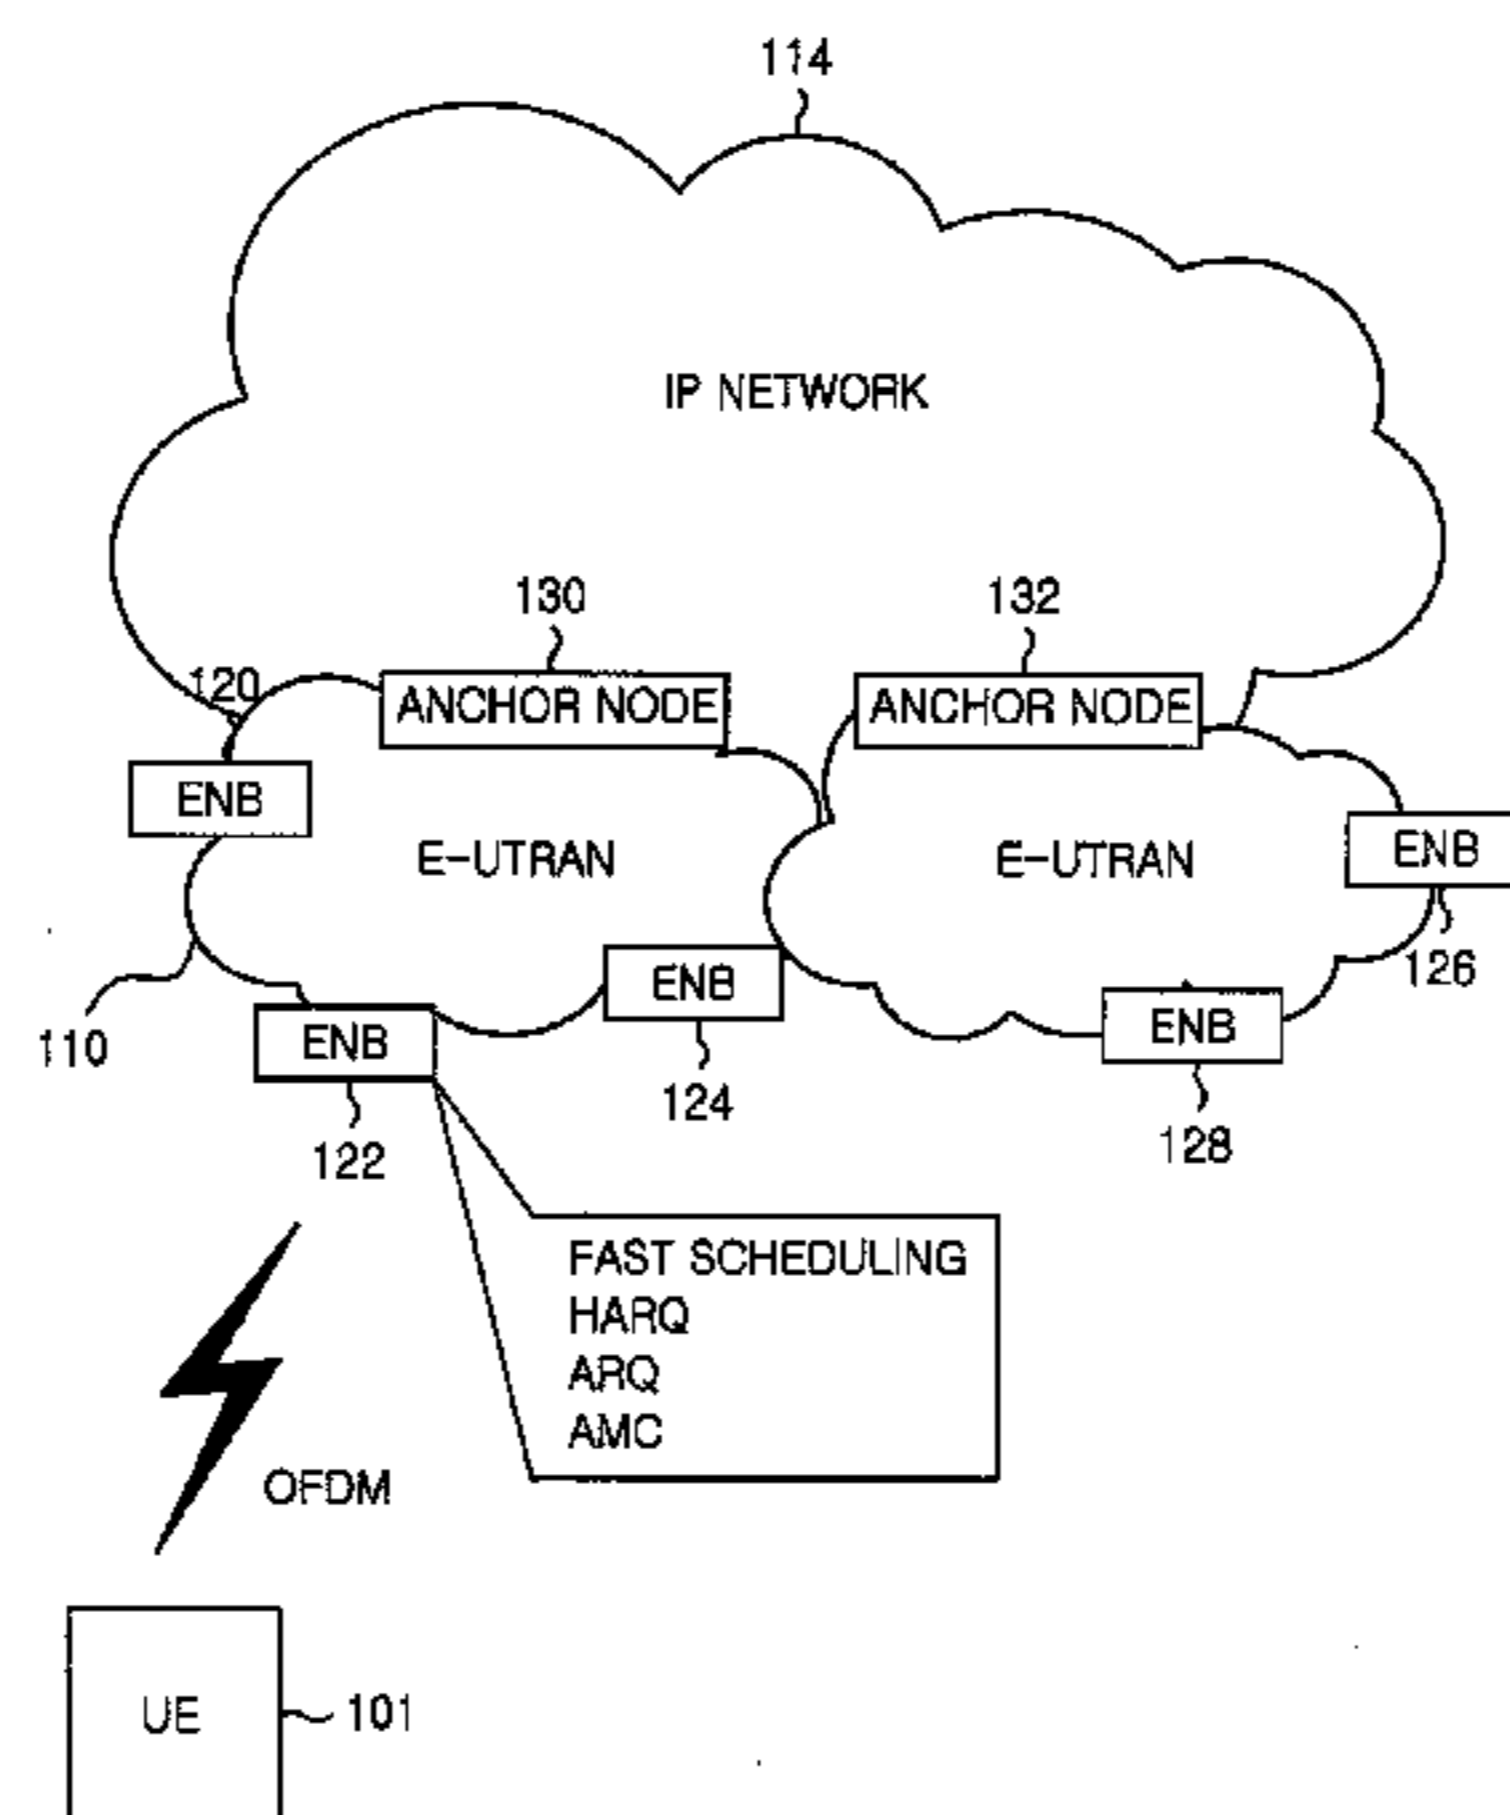 114
IP NETWORK
130
132
120
ANCHOR NODE
ANCHOR NODE
ENB
E-UTRAN
E-UTRAN
ENB
126
ENB
124
ENB
128
110
ENB
122
FAST SCHEDULING
HARQ
ARQ
AMC
OFDM
UE
101